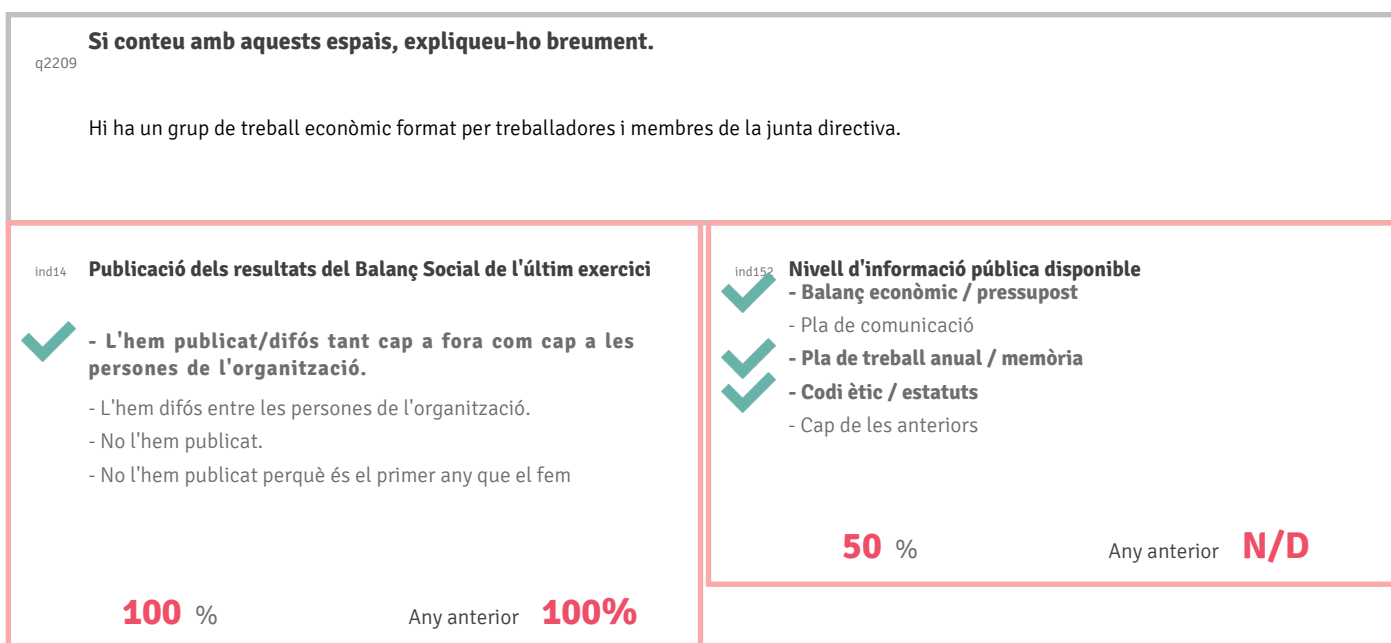 Si conteu amb aquests espais, expliqueu-ho breument.
q2209
Hi ha un grup de treball econòmic format per treballadores i membres de la junta directiva.
ind14 Publicació dels resultats del Balanç Social de l'últim exercici
- L'hem publicat/difós tant cap a fora com cap a les
persones de l'organització.
- L'hem difós entre les persones de l'organització.
- No l'hem publicat.
- No l'hem publicat perquè és el primer any que el fem
100 % Any anterior 100%
ind152 Nivell d'informació pública disponible
- Balanç econòmic / pressupost
- Pla de comunicació
- Pla de treball anual / memòria
- Codi ètic / estatuts
- Cap de les anteriors
50 % Any anterior N/D